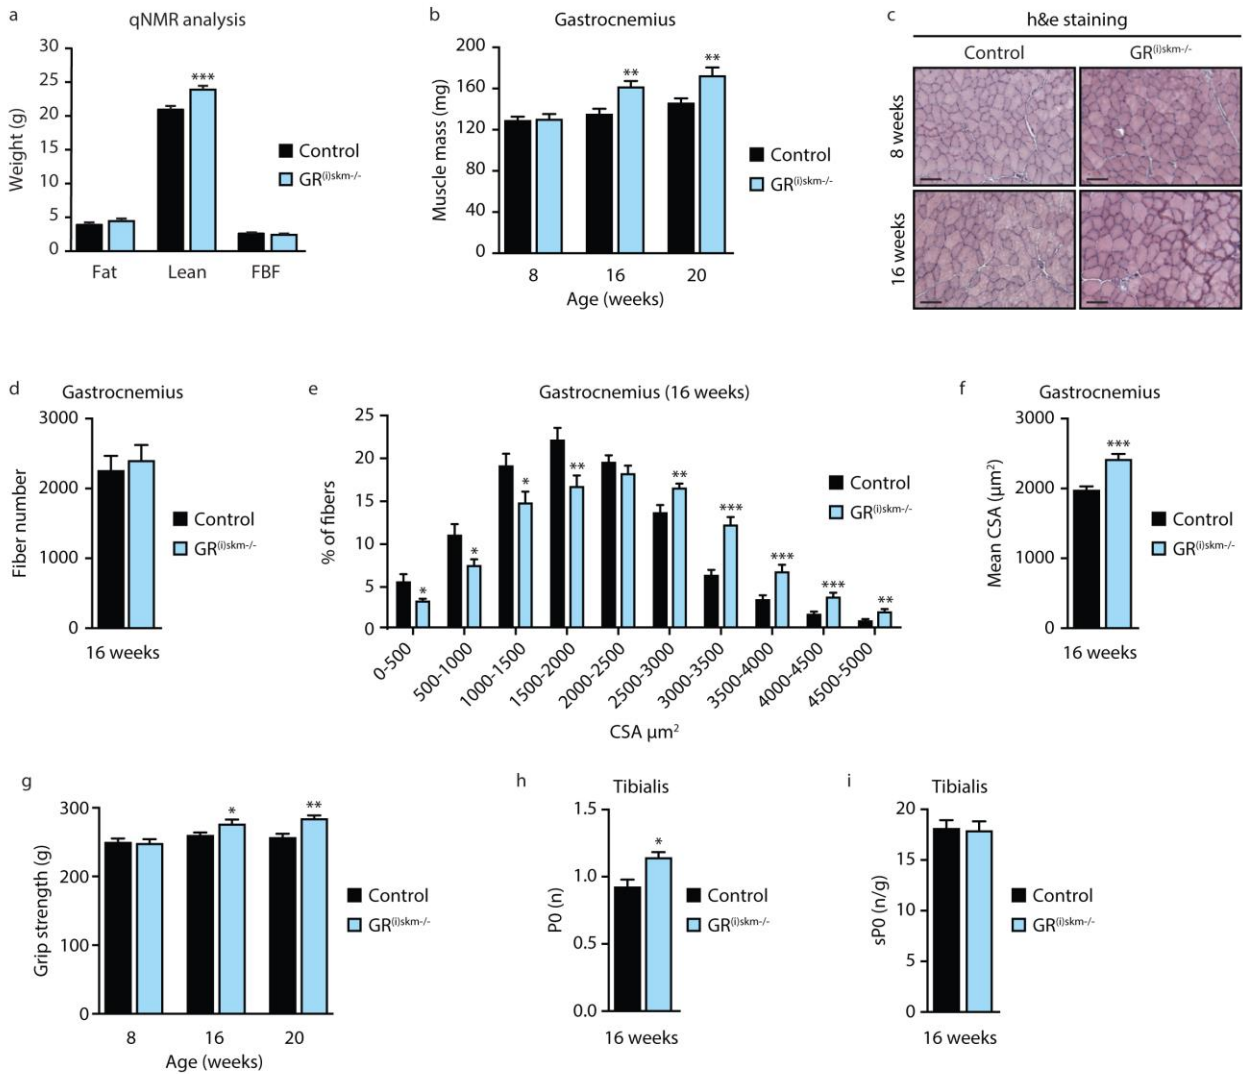 a
qNMR analysis
Weight (g)
30
25
20
15
10
5
0
***
Fat
Lean
FBF
Control
GR(i)skm-/-
b
Gastrocnemius
Muscle mass (mg)
200
160
120
80
40
0
**
**
8
16
20
Age (weeks)
Control
GR(i)skm-/-
c
h&e staining
Control
GR(i)skm-/-
8 weeks
16 weeks
d
Gastrocnemius
Fiber number
3000
2000
1000
0
16 weeks
Control
GR(i)skm-/-
e
Gastrocnemius (16 weeks)
% of fibers
25
20
15
10
5
0
*
*
*
**
**
***
***
***
**
0-500
500-1000
1000-1500
1500-2000
2000-2500
2500-3000
3000-3500
3500-4000
4000-4500
4500-5000
CSA µm²
Control
GR(i)skm-/-
f
Gastrocnemius
Mean CSA (µm²)
3000
2000
1000
0
***
16 weeks
Control
GR(i)skm-/-
g
Grip strength (g)
300
200
100
0
*
**
8
16
20
Age (weeks)
Control
GR(i)skm-/-
h
Tibialis
P0 (n)
1.5
1.0
0.5
0.0
*
16 weeks
Control
GR(i)skm-/-
i
Tibialis
sP0 (n/g)
20
15
10
5
0
16 weeks
Control
GR(i)skm-/-